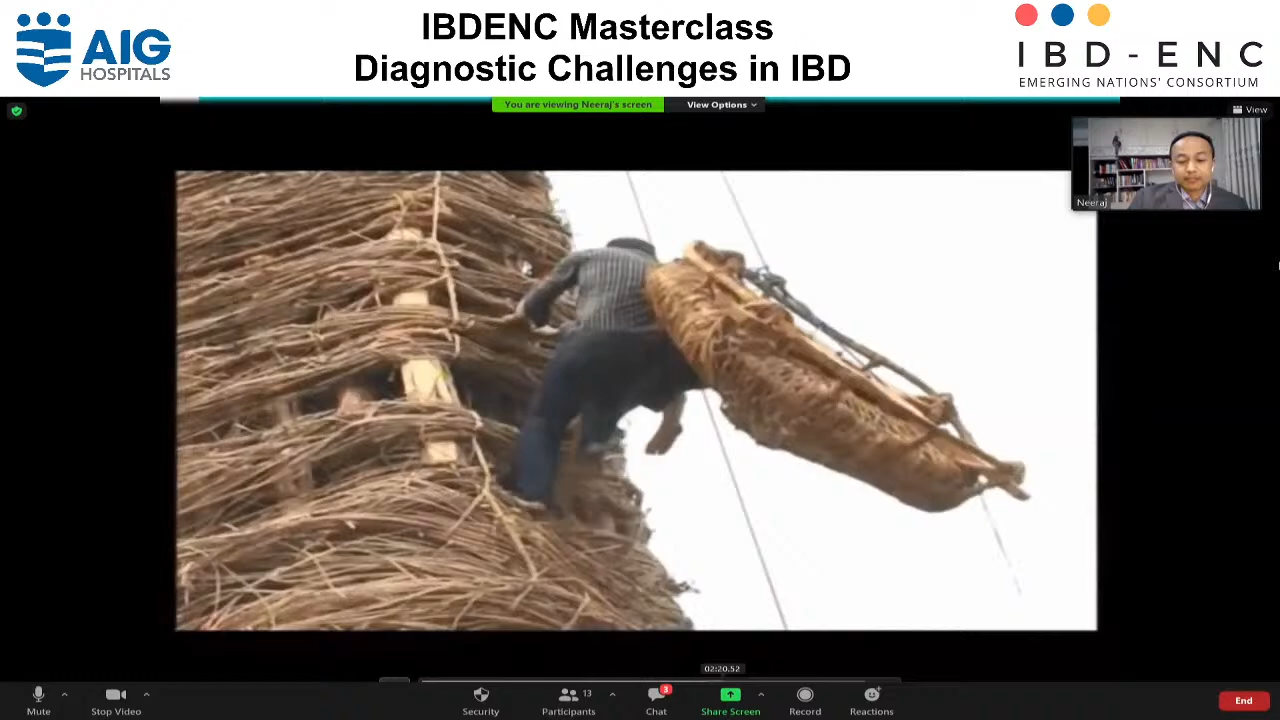 AIG
HOSPITALS
IBDENC Masterclass
Diagnostic Challenges in IBD
IBD-ENC
EMERGING NATIONS' CONSORTIUM
You are viewing Neeraj's screen
View Options
View
Neeraj
02:20.52
Mute
Stop Video
Security
Participants
13
Chat
3
Share Screen
Record
Reactions
End